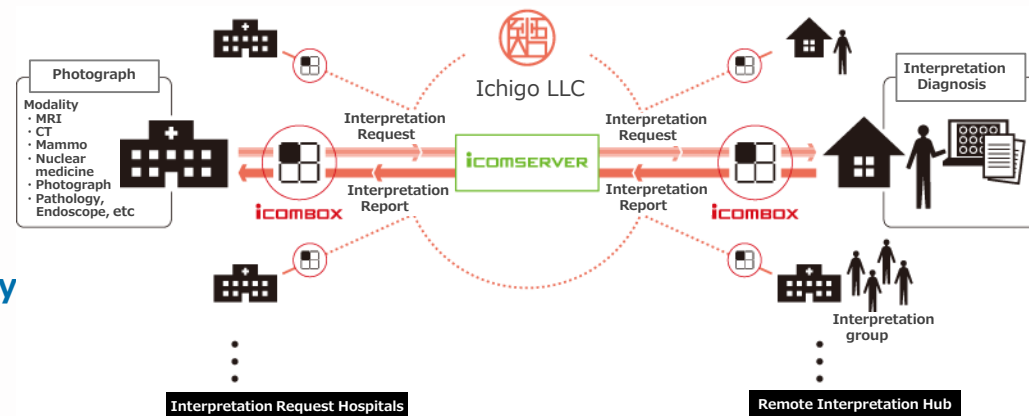 Photograph
Modality
・MRI
・CT
・Mammo
・Nuclear
medicine
・Photograph
・Pathology,
Endoscope, etc
icomBOX
Interpretation
Request
Interpretation
Report
Ichigo LLC
icomSERVER
Interpretation
Request
Interpretation
Report
icomBOX
Interpretation
Diagnosis
Interpretation
group
y
Interpretation Request Hospitals
Remote Interpretation Hub